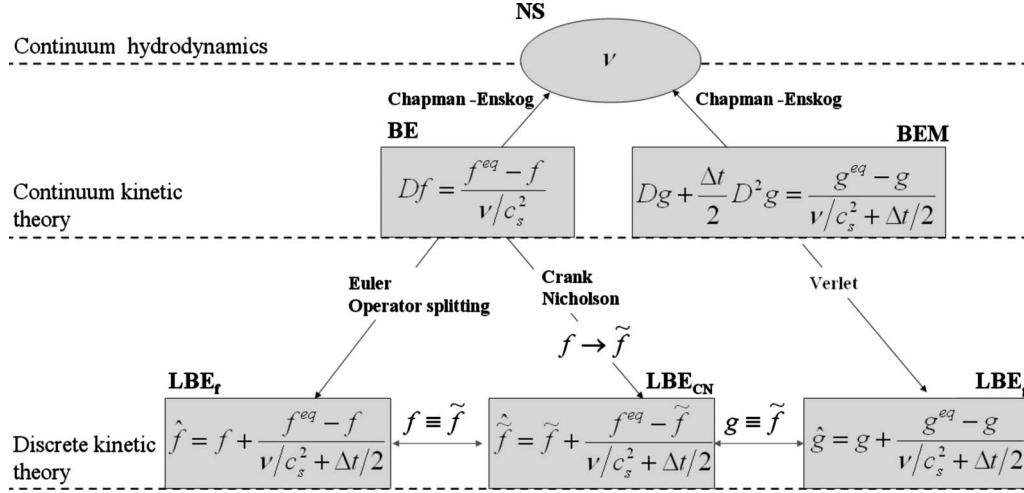 NS
Continuum hydrodynamics
ν
Chapman -Enskog
Chapman -Enskog
BE
BEM
Continuum kinetic
theory
Df = (f^{eq} − f) / (ν/c_s^2)
Dg + (Δt/2) D^2 g = (g^{eq} − g) / (ν/c_s^2 + Δt/2)
Euler
Operator splitting
Crank
Nicholson
Verlet
f → f̃
LBE_f
LBE_{CN}
LBE
Discrete kinetic
theory
f̂ = f + (f^{eq} − f) / (ν/c_s^2 + Δt/2)
f ≡ f̃
f̃̂ = f̃ + (f^{eq} − f̃) / (ν/c_s^2 + Δt/2)
g ≡ f̃
ĝ = g + (g^{eq} − g) / (ν/c_s^2 + Δt/2)